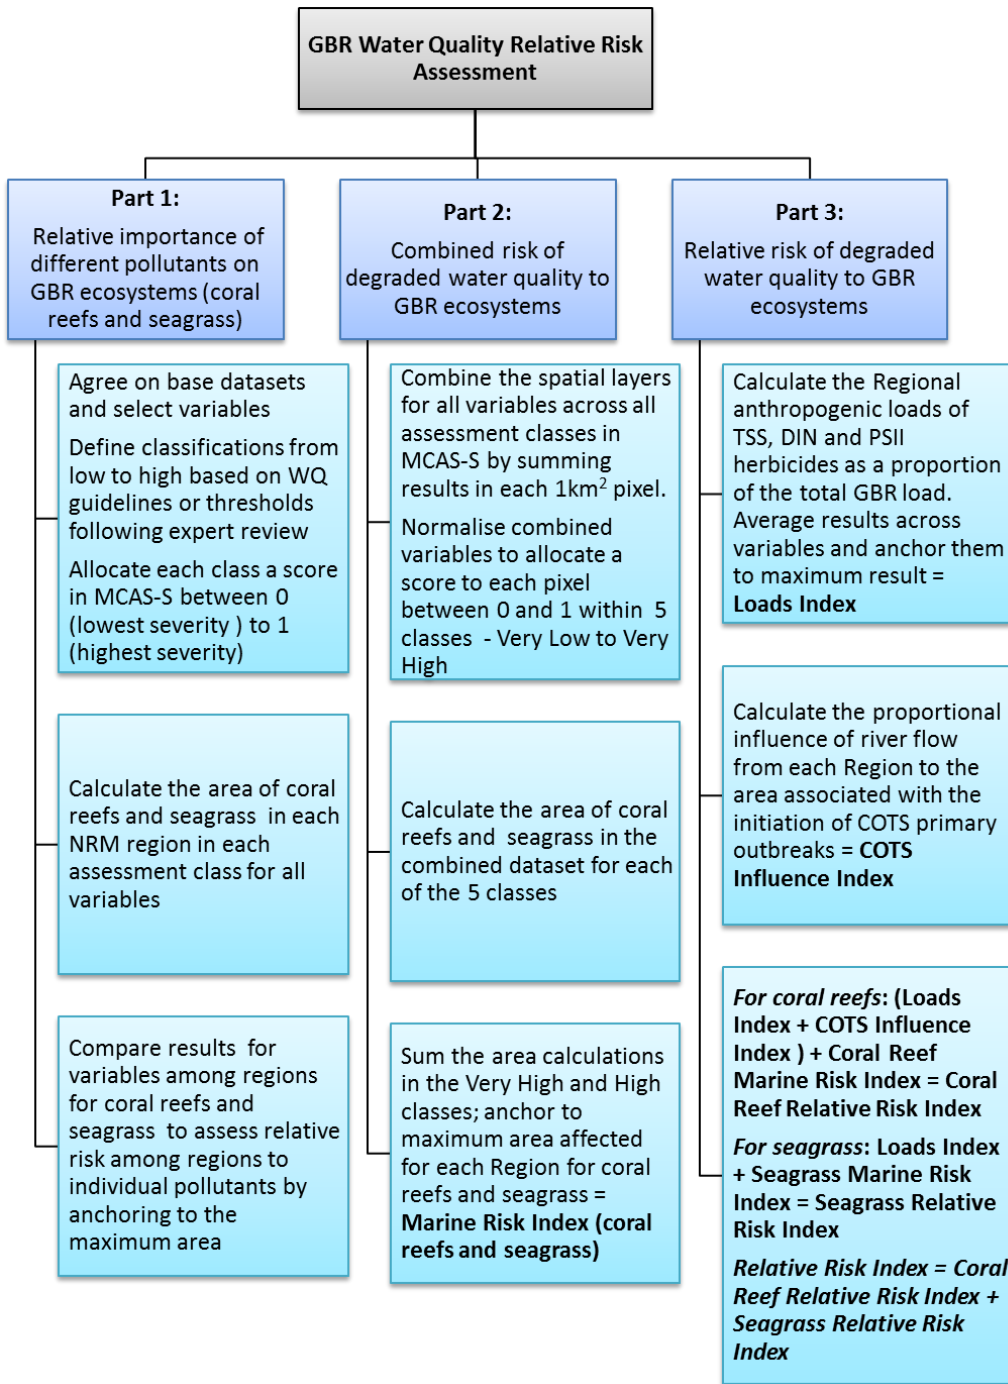 GBR Water Quality Relative Risk
Assessment
Part 1:
Relative importance of
different pollutants on
GBR ecosystems (coral
reefs and seagrass)
Agree on base datasets
and select variables
Define classifications from
low to high based on WQ
guidelines or thresholds
following expert review
Allocate each class a score
in MCAS-S between 0
(lowest severity ) to 1
(highest severity)
Calculate the area of coral
reefs and seagrass in each
NRM region in each
assessment class for all
variables
Compare results for
variables among regions
for coral reefs and
seagrass to assess relative
risk among regions to
individual pollutants by
anchoring to the
maximum area
Part 2:
Combined risk of
degraded water quality to
GBR ecosystems
Combine the spatial layers
for all variables across all
assessment classes in
MCAS-S by summing
results in each 1km² pixel.
Normalise combined
variables to allocate a
score to each pixel
between 0 and 1 within 5
classes - Very Low to Very
High
Calculate the area of coral
reefs and seagrass in the
combined dataset for each
of the 5 classes
Sum the area calculations
in the Very High and High
classes; anchor to
maximum area affected
for each Region for coral
reefs and seagrass =
Marine Risk Index (coral
reefs and seagrass)
Part 3:
Relative risk of degraded
water quality to GBR
ecosystems
Calculate the Regional
anthropogenic loads of
TSS, DIN and PSII
herbicides as a proportion
of the total GBR load.
Average results across
variables and anchor them
to maximum result =
Loads Index
Calculate the proportional
influence of river flow
from each Region to the
area associated with the
initiation of COTS primary
outbreaks = COTS
Influence Index
For coral reefs: (Loads
Index + COTS Influence
Index ) + Coral Reef
Marine Risk Index = Coral
Reef Relative Risk Index
For seagrass: Loads Index
+ Seagrass Marine Risk
Index = Seagrass Relative
Risk Index
Relative Risk Index = Coral
Reef Relative Risk Index +
Seagrass Relative Risk
Index